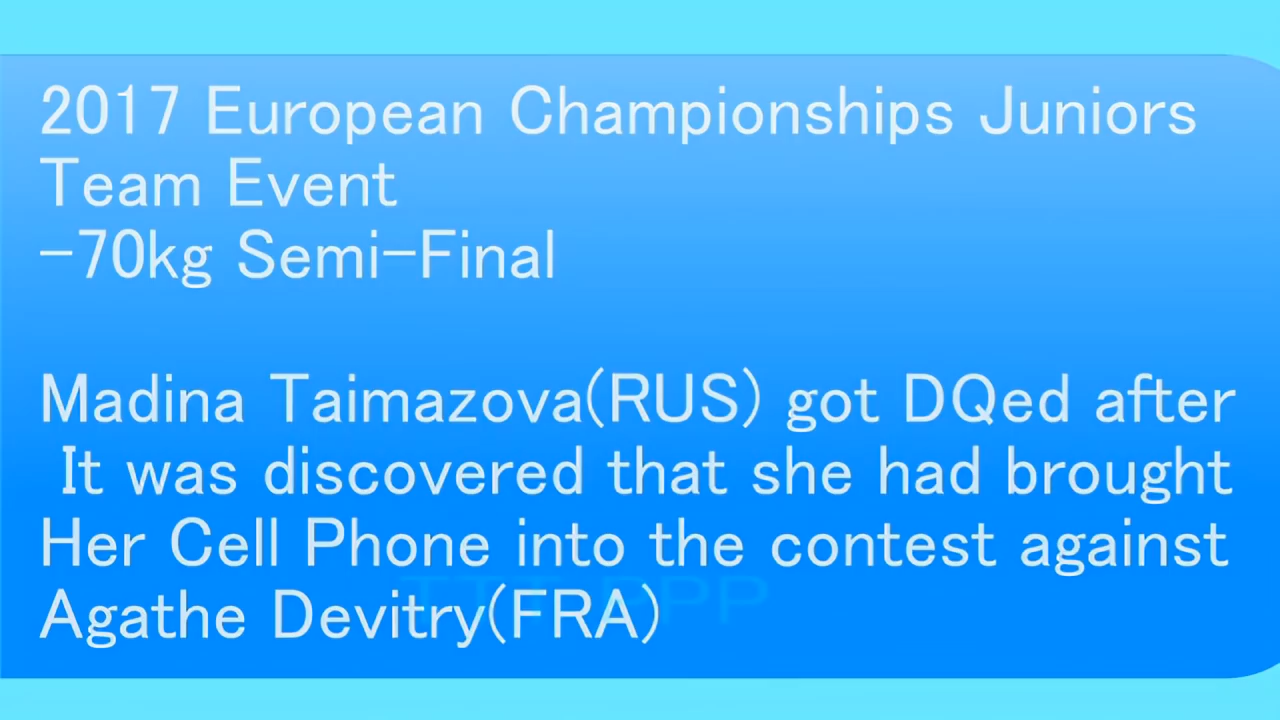 2017 European Championships Juniors
Team Event
-70kg Semi-Final
Madina Taimazova(RUS) got DQed after
It was discovered that she had brought
Her Cell Phone into the contest against
Agathe Devitry(FRA)